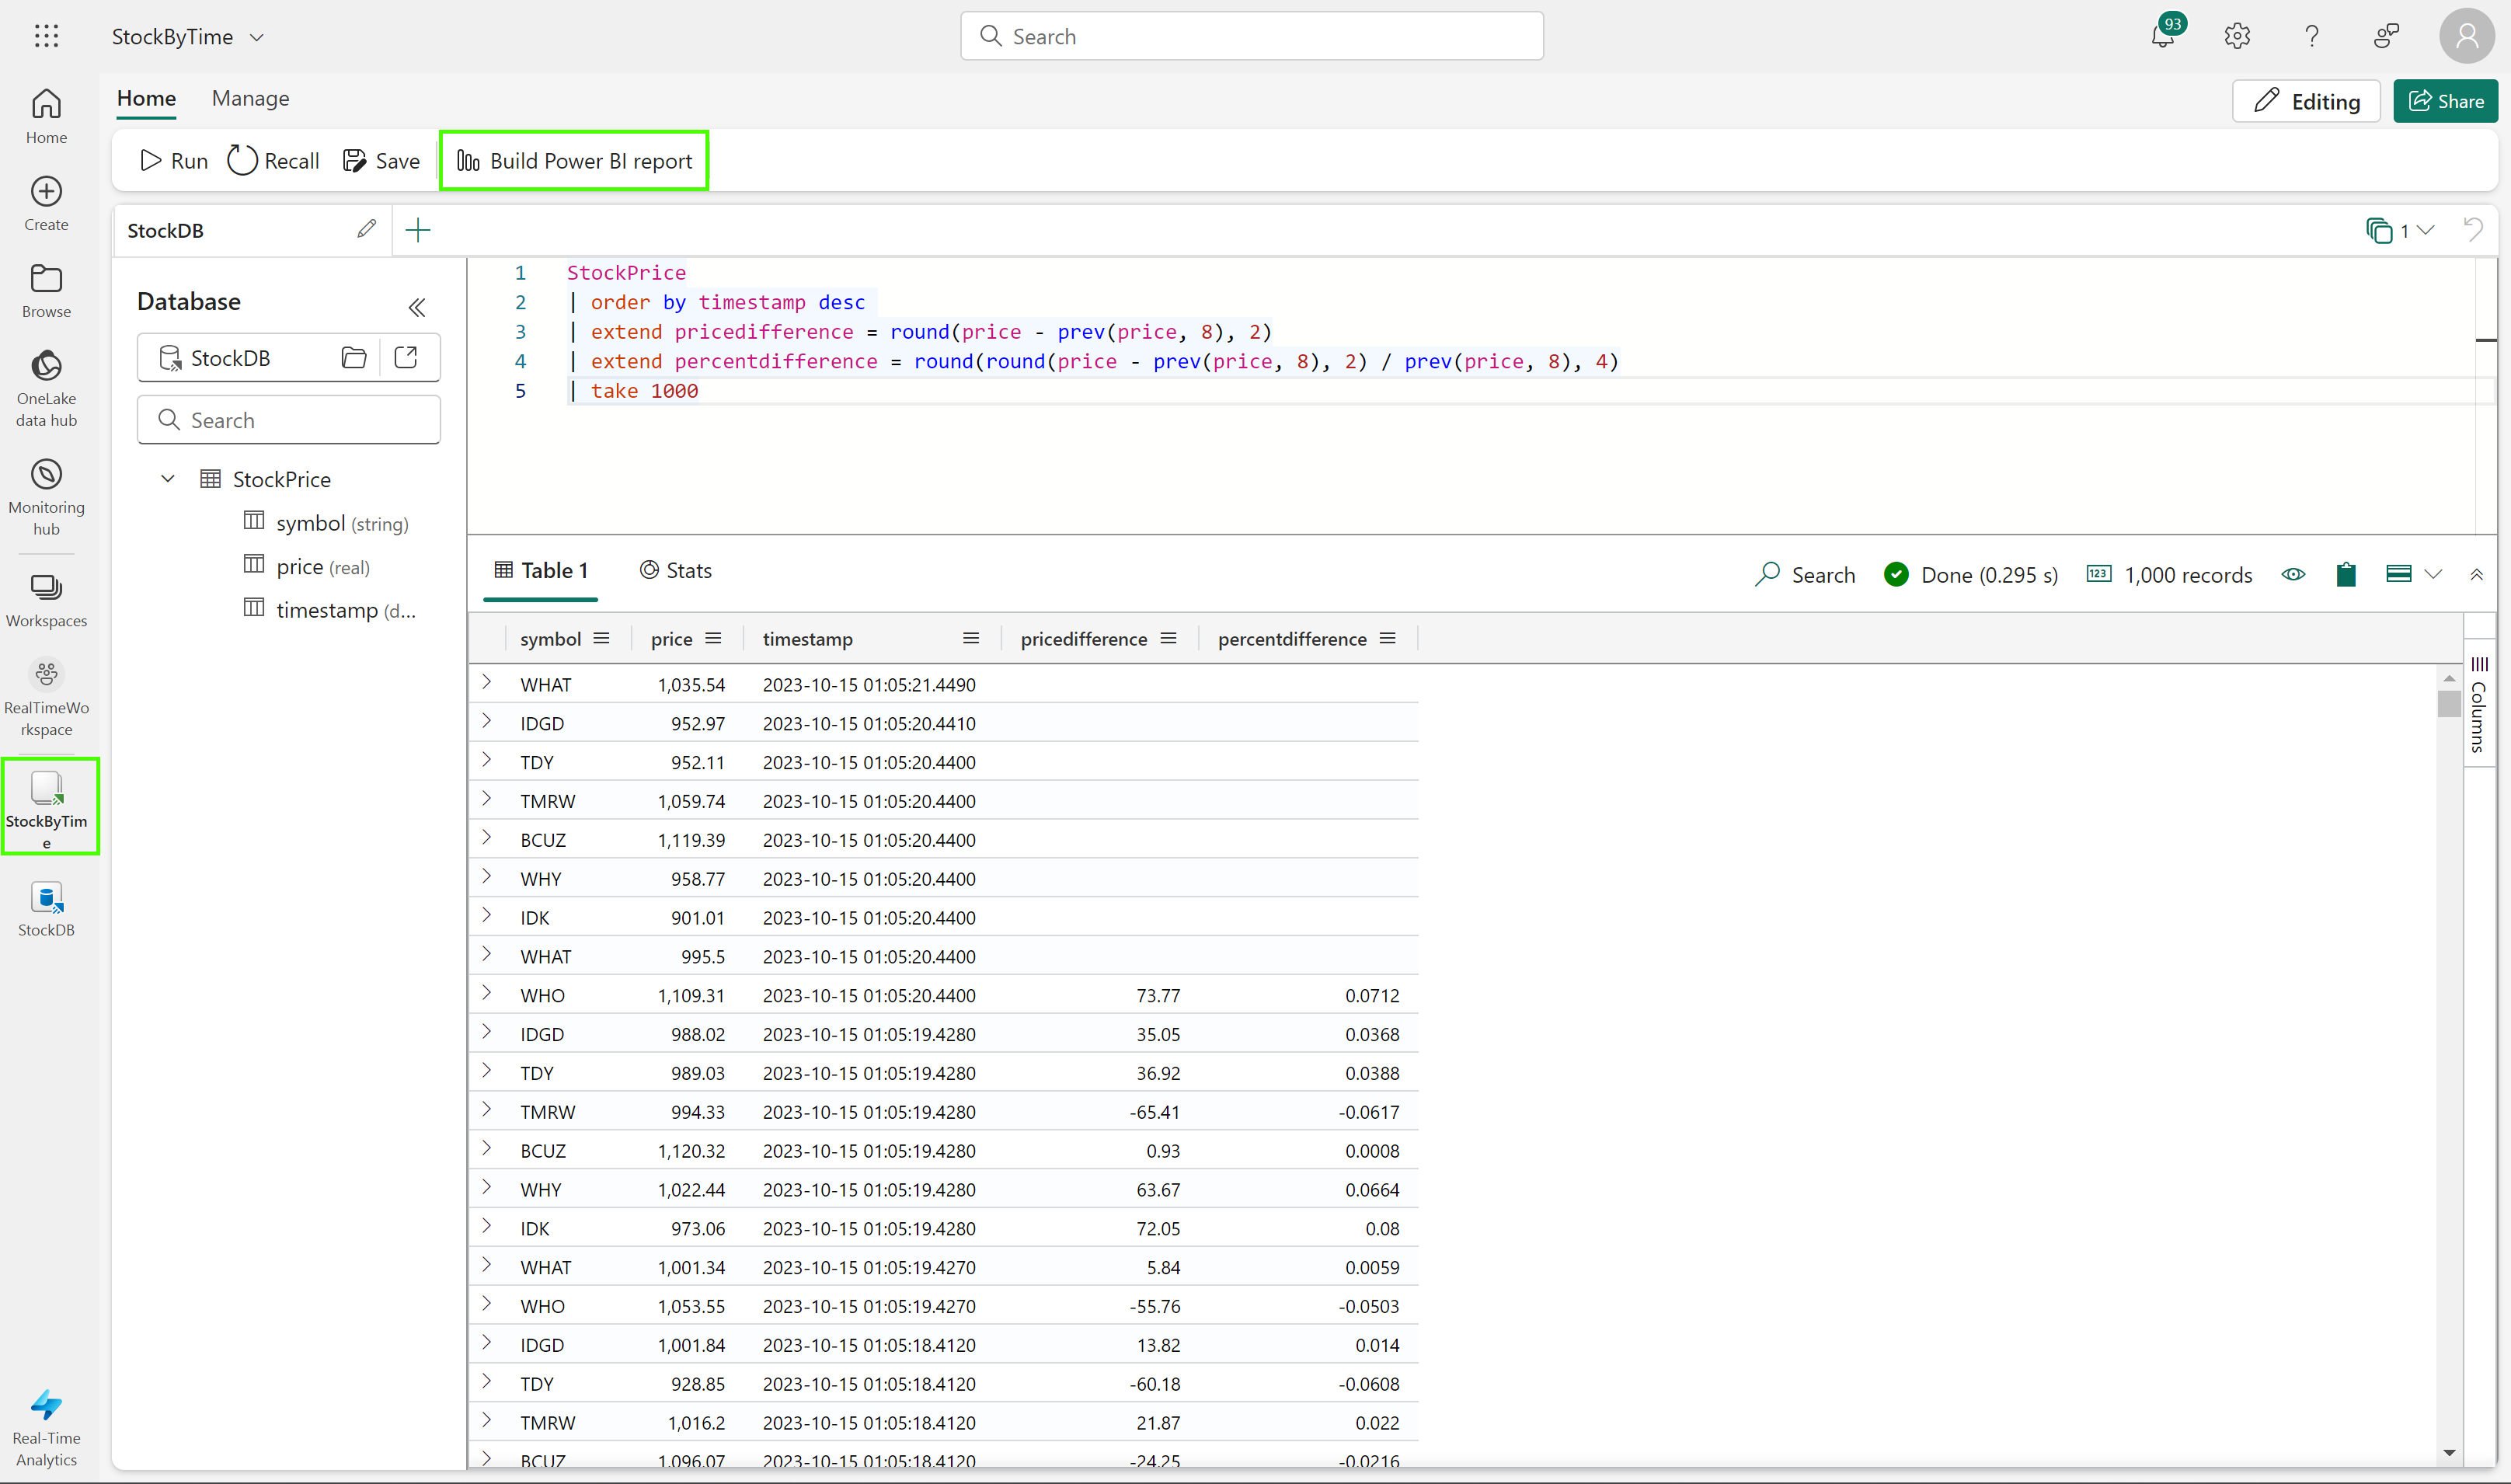 StockByTime
Search
93
Home
Manage
Editing
Share
Run
Recall
Save
Build Power BI report
Home
Create
Browse
OneLake
data hub
Monitoring
hub
Workspaces
RealTimeWo
rkspace
StockByTim
e
StockDB
Real-Time
Analytics
StockDB
1
Database
StockDB
Search
StockPrice
symbol (string)
price (real)
timestamp (d...
1 StockPrice
2 | order by timestamp desc
3 | extend pricedifference = round(price - prev(price, 8), 2)
4 | extend percentdifference = round(round(price - prev(price, 8), 2) / prev(price, 8), 4)
5 | take 1000
Table 1
Stats
Search
Done (0.295 s)
123
1,000 records
symbol price timestamp pricedifference percentdifference
WHAT 1,035.54 2023-10-15 01:05:21.4490
IDGD 952.97 2023-10-15 01:05:20.4410
TDY 952.11 2023-10-15 01:05:20.4400
TMRW 1,059.74 2023-10-15 01:05:20.4400
BCUZ 1,119.39 2023-10-15 01:05:20.4400
WHY 958.77 2023-10-15 01:05:20.4400
IDK 901.01 2023-10-15 01:05:20.4400
WHAT 995.5 2023-10-15 01:05:20.4400
WHO 1,109.31 2023-10-15 01:05:20.4400 73.77 0.0712
IDGD 988.02 2023-10-15 01:05:19.4280 35.05 0.0368
TDY 989.03 2023-10-15 01:05:19.4280 36.92 0.0388
TMRW 994.33 2023-10-15 01:05:19.4280 -65.41 -0.0617
BCUZ 1,120.32 2023-10-15 01:05:19.4280 0.93 0.0008
WHY 1,022.44 2023-10-15 01:05:19.4280 63.67 0.0664
IDK 973.06 2023-10-15 01:05:19.4280 72.05 0.08
WHAT 1,001.34 2023-10-15 01:05:19.4270 5.84 0.0059
WHO 1,053.55 2023-10-15 01:05:19.4270 -55.76 -0.0503
IDGD 1,001.84 2023-10-15 01:05:18.4120 13.82 0.014
TDY 928.85 2023-10-15 01:05:18.4120 -60.18 -0.0608
TMRW 1,016.2 2023-10-15 01:05:18.4120 21.87 0.022
BCUZ 1,096.07 2023-10-15 01:05:18.4120 -24.25 -0.0216
Columns